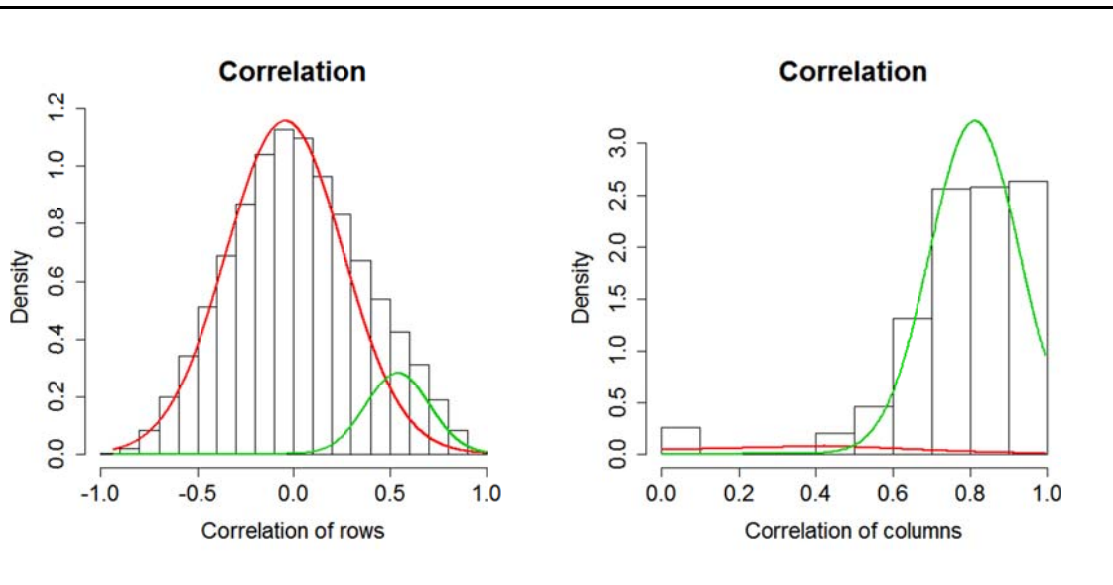 Correlation
1.2
1.0
0.8
0.6
0.4
0.2
0.0
Density
-1.0 -0.5 0.0 0.5 1.0
Correlation of rows
Correlation
3.0
2.5
2.0
1.5
1.0
0.5
0.0
Density
0.0 0.2 0.4 0.6 0.8 1.0
Correlation of columns